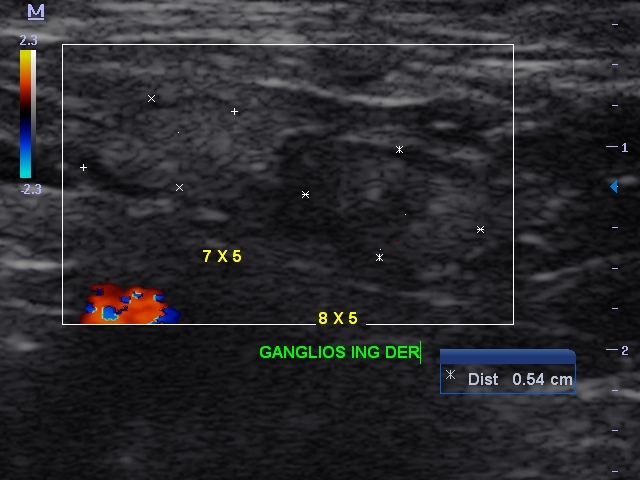 M
2.3
-2.3
1
7 X 5
8 X 5
2
GANGLIOS ING DER
Dist 0.54 cm